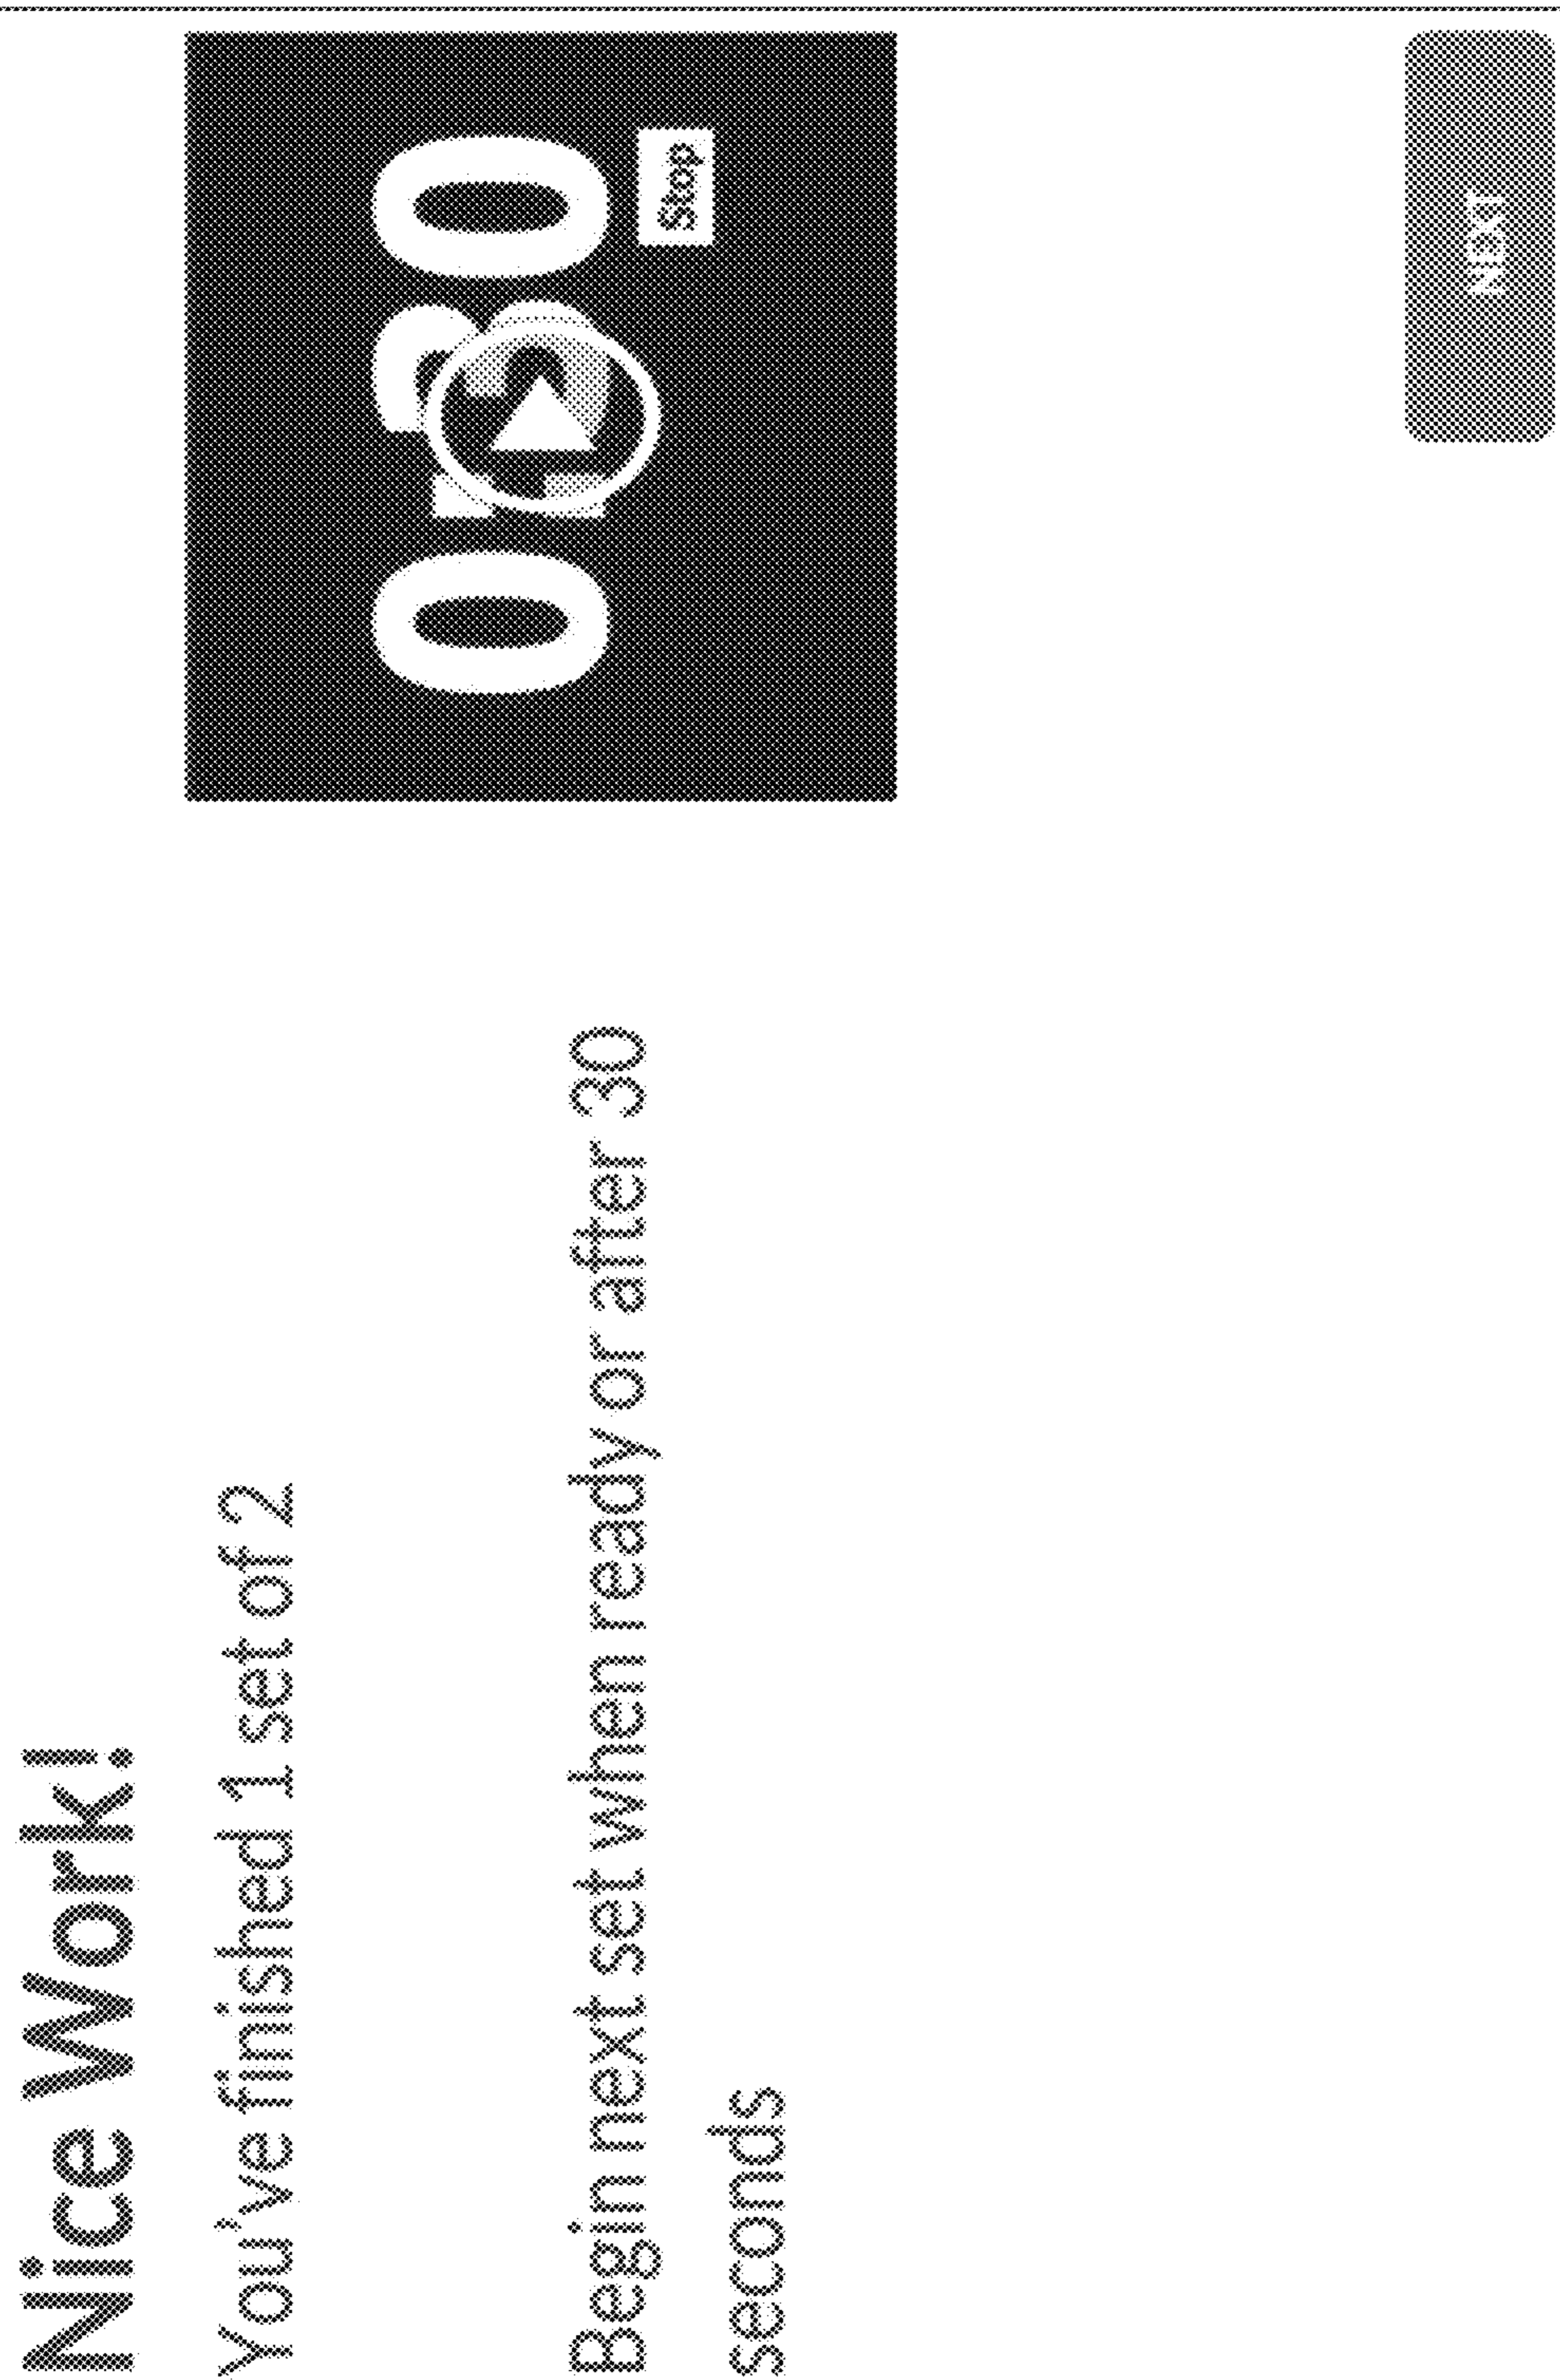 Nice Work!
You've finished 1 set of 2
Begin next set when ready or after 30
seconds
0:30
Stop
NEXT